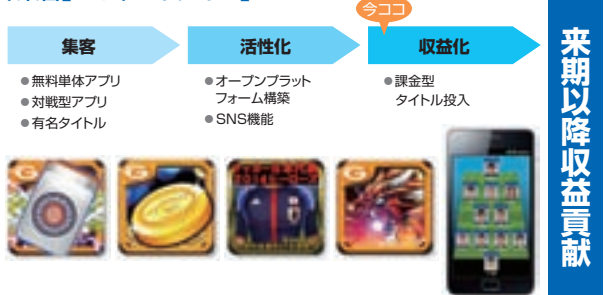 今ココ
集客
活性化
収益化
●無料単体アプリ
●対戦型アプリ
●有名タイトル
●オープンプラット
フォーム構築
●SNS機能
●課金型
タイトル投入
来期以降収益貢献
G
G
G